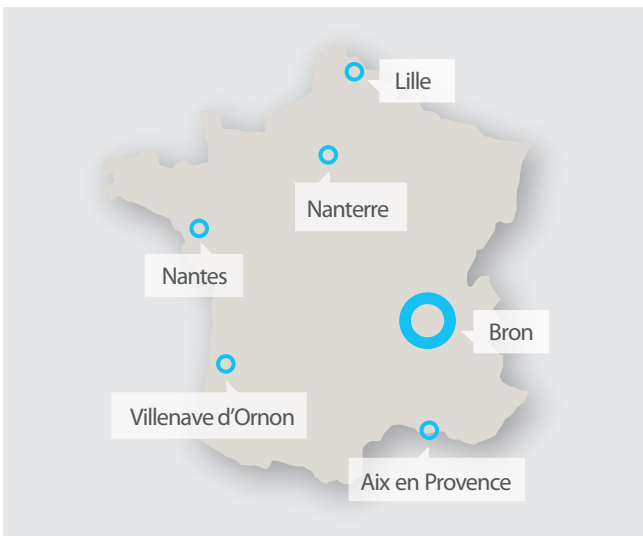 Lille
Nanterre
Nantes
Bron
Villenave d’Ornon
Aix en Provence